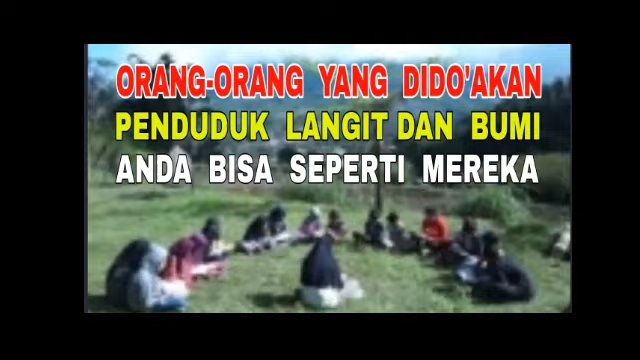 ORANG-ORANG YANG DIDO'AKAN
PENDUDUK LANGIT DAN BUMI
ANDA BISA SEPERTI MEREKA